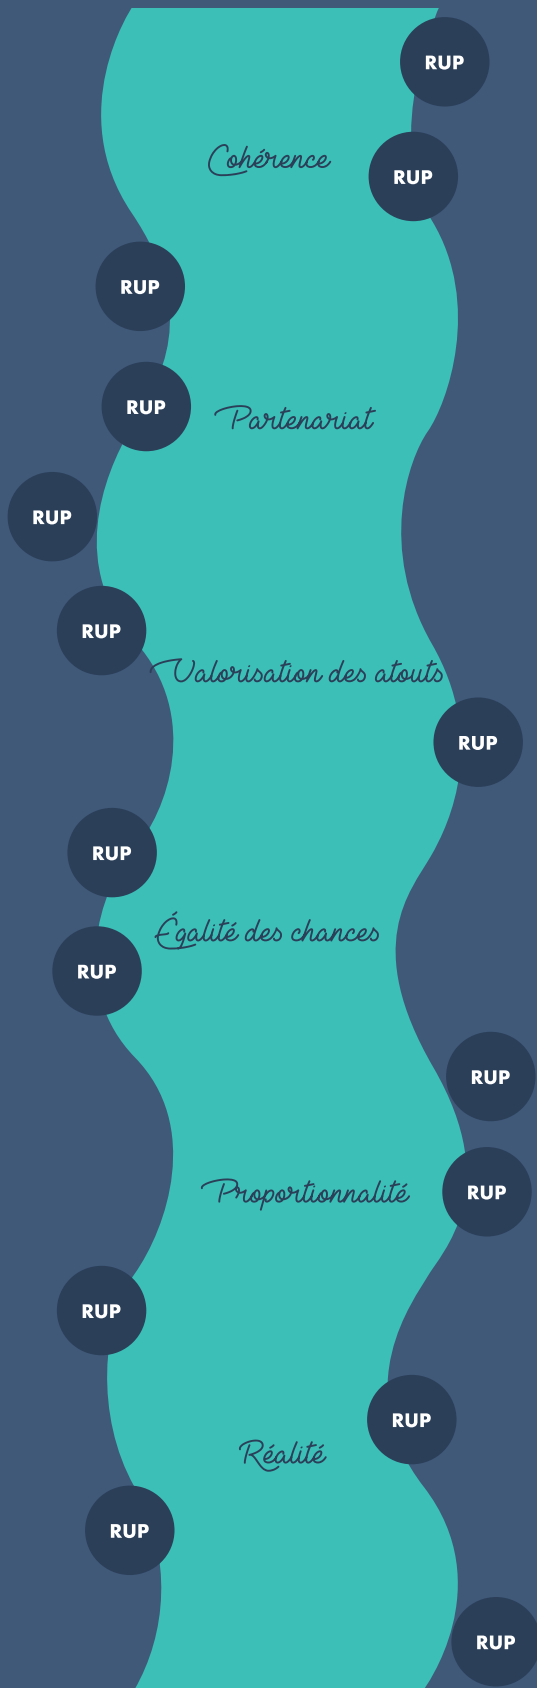 RUP
Cohérence
RUP
RUP
RUP
Partenariat
RUP
RUP
Valorisation des atouts
RUP
RUP
Égalité des chances
RUP
RUP
RUP
Proportionnalité
RUP
RUP
Réalité
RUP
RUP